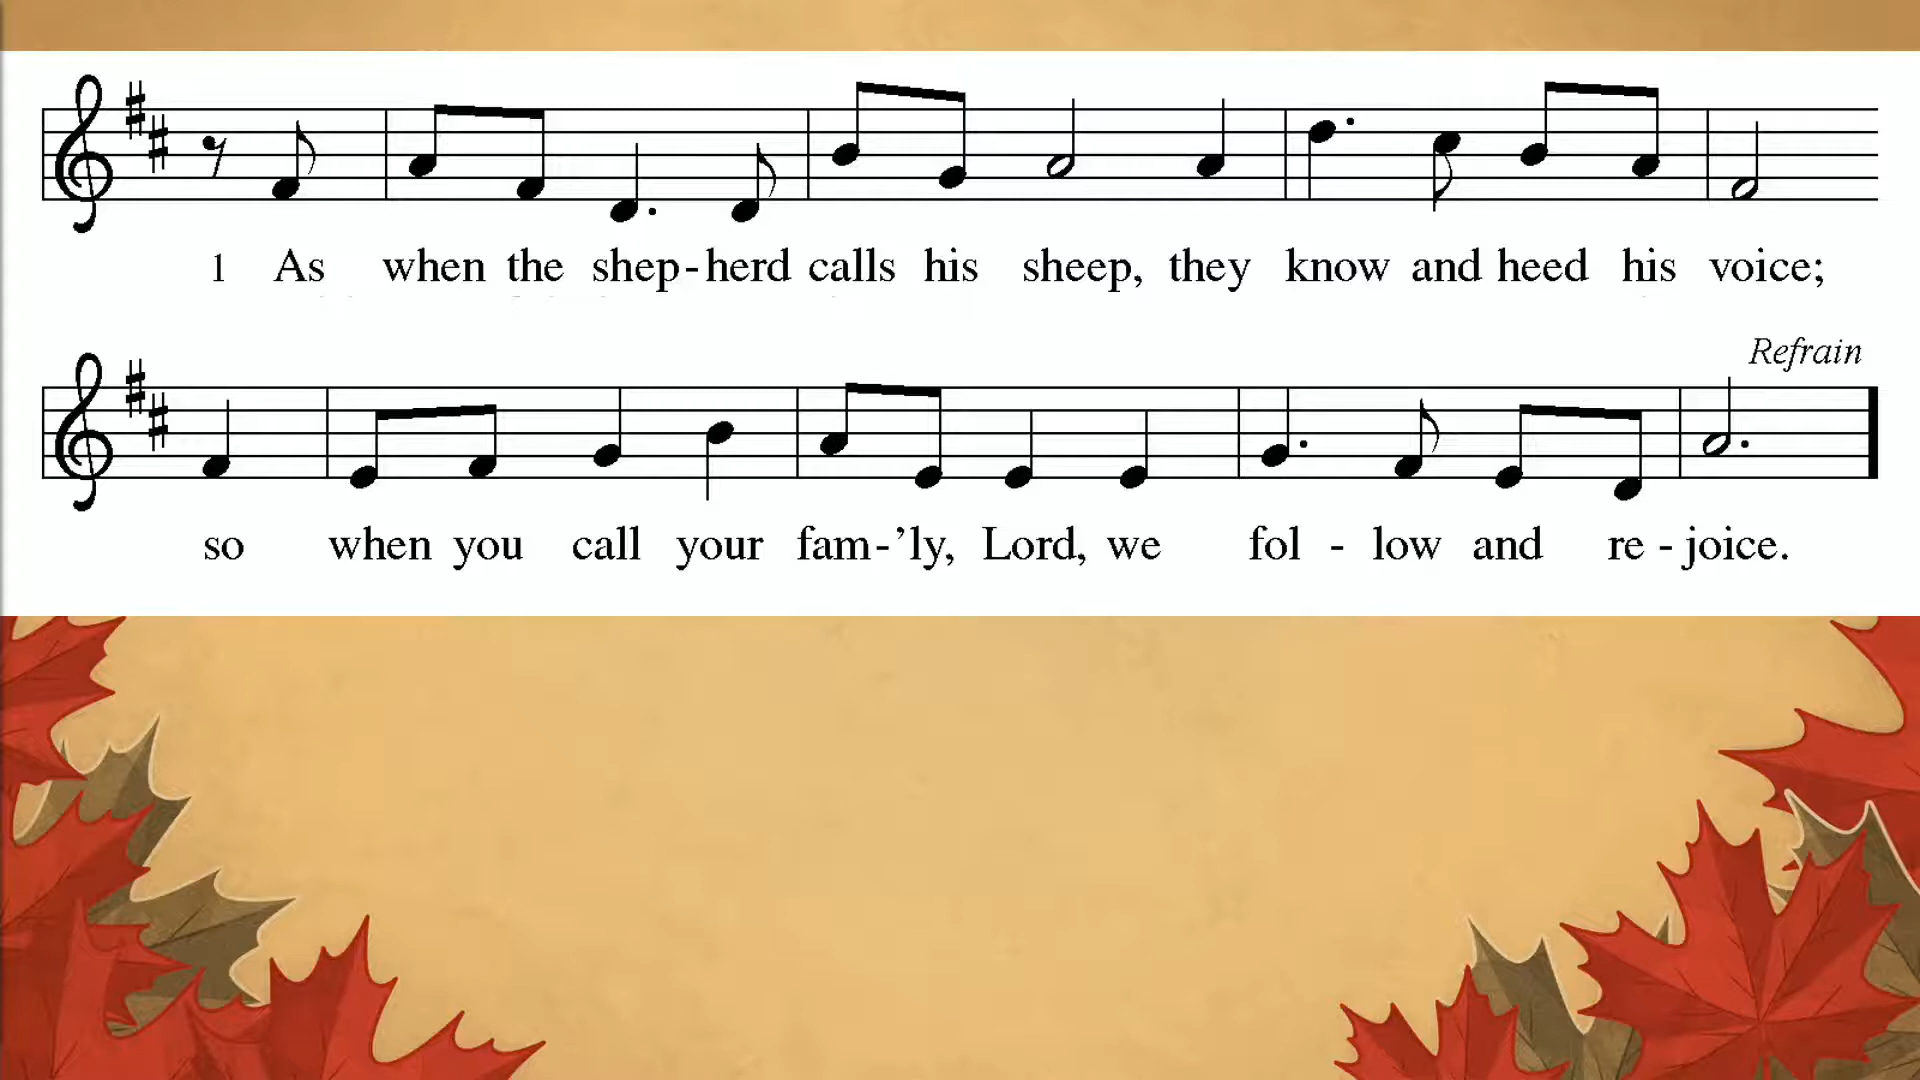 1 As when the shep-herd calls his sheep, they know and heed his voice;
Refrain
so when you call your fam-’ly, Lord, we fol - low and re - joice.